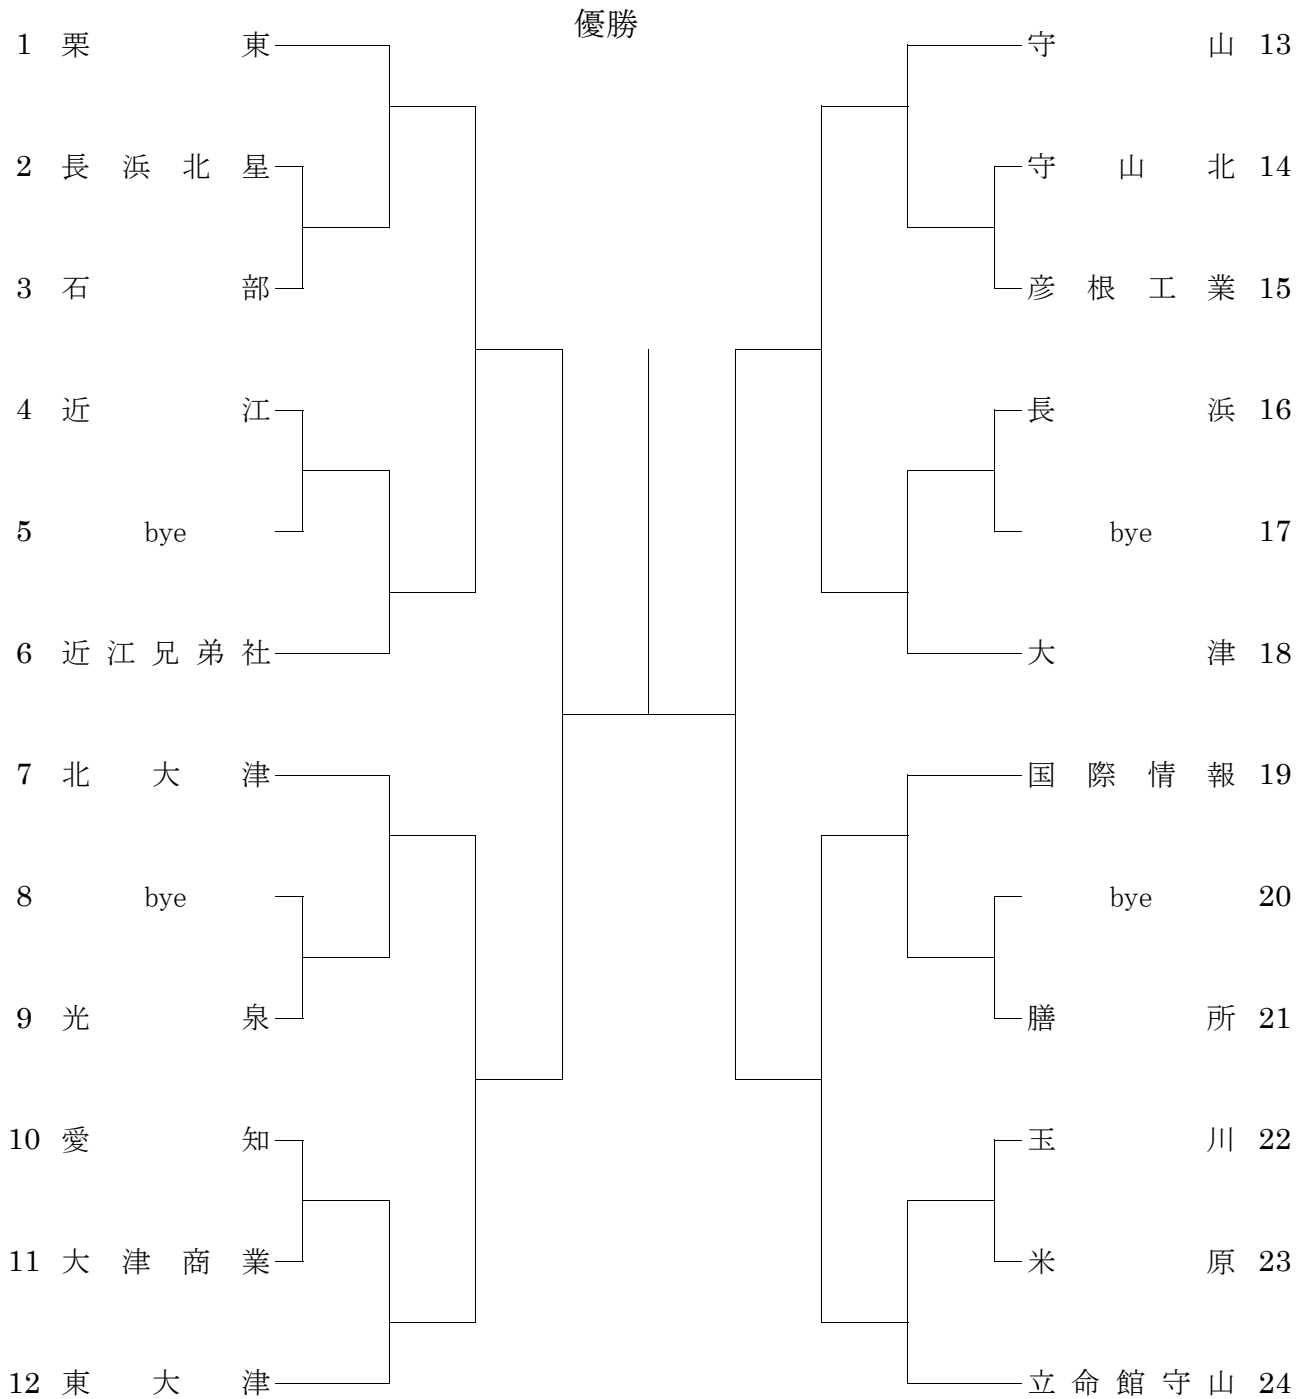 優勝
1 栗東
2 長浜北星
3 石部
4 近江
5 bye
6 近江兄弟社
7 北大津
8 bye
9 光泉
10 愛知
11 大津商業
12 東大津
守山 13
守山北 14
彦根工業 15
長浜 16
bye 17
大津 18
国際情報 19
bye 20
膳所 21
玉川 22
米原 23
立命館守山 24